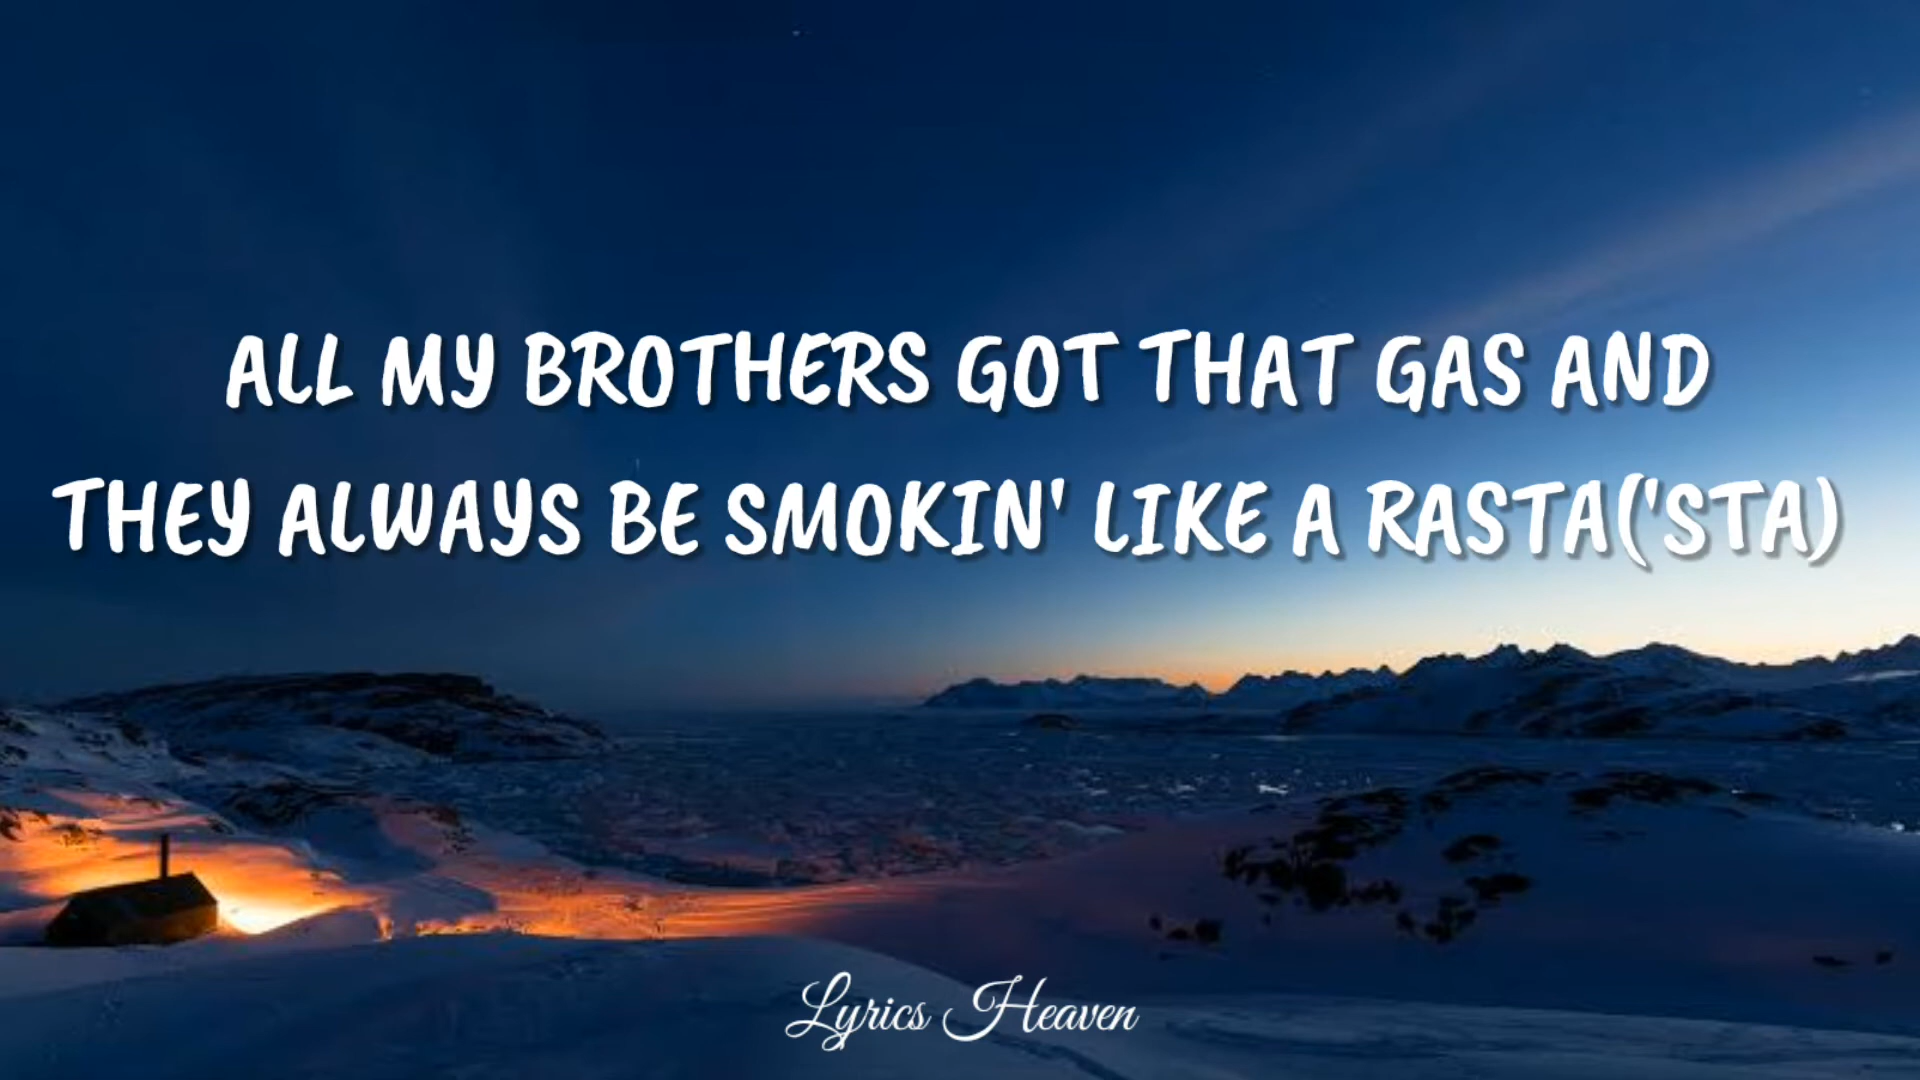 ALL MY BROTHERS GOT THAT GAS AND
THEY ALWAYS BE SMOKIN' LIKE A RASTA('STA)
Lyrics Heaven